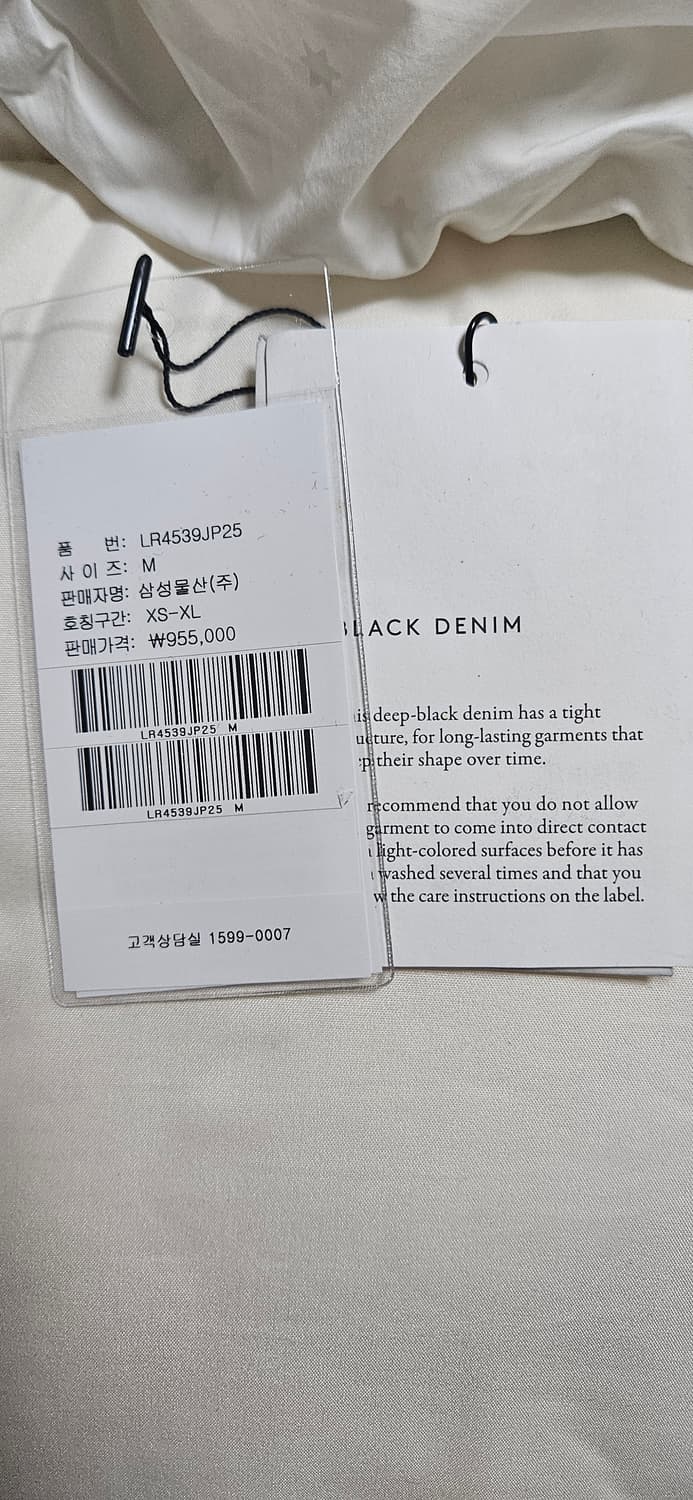 품 번: LR4539JP25
사 이 즈: M
판매자명: 삼성물산(주)
호칭구간: XS-XL
판매가격: ₩955,000
LR4539JP25 M
LR4539JP25 M
고객상담실 1599-0007
BLACK DENIM
deep-black denim has a tight
for long-lasting garments that
their shape over time.
recommend that you do not allow
garment to come into direct contact
light-colored surfaces before it has
washed several times and that you
the care instructions on the label.